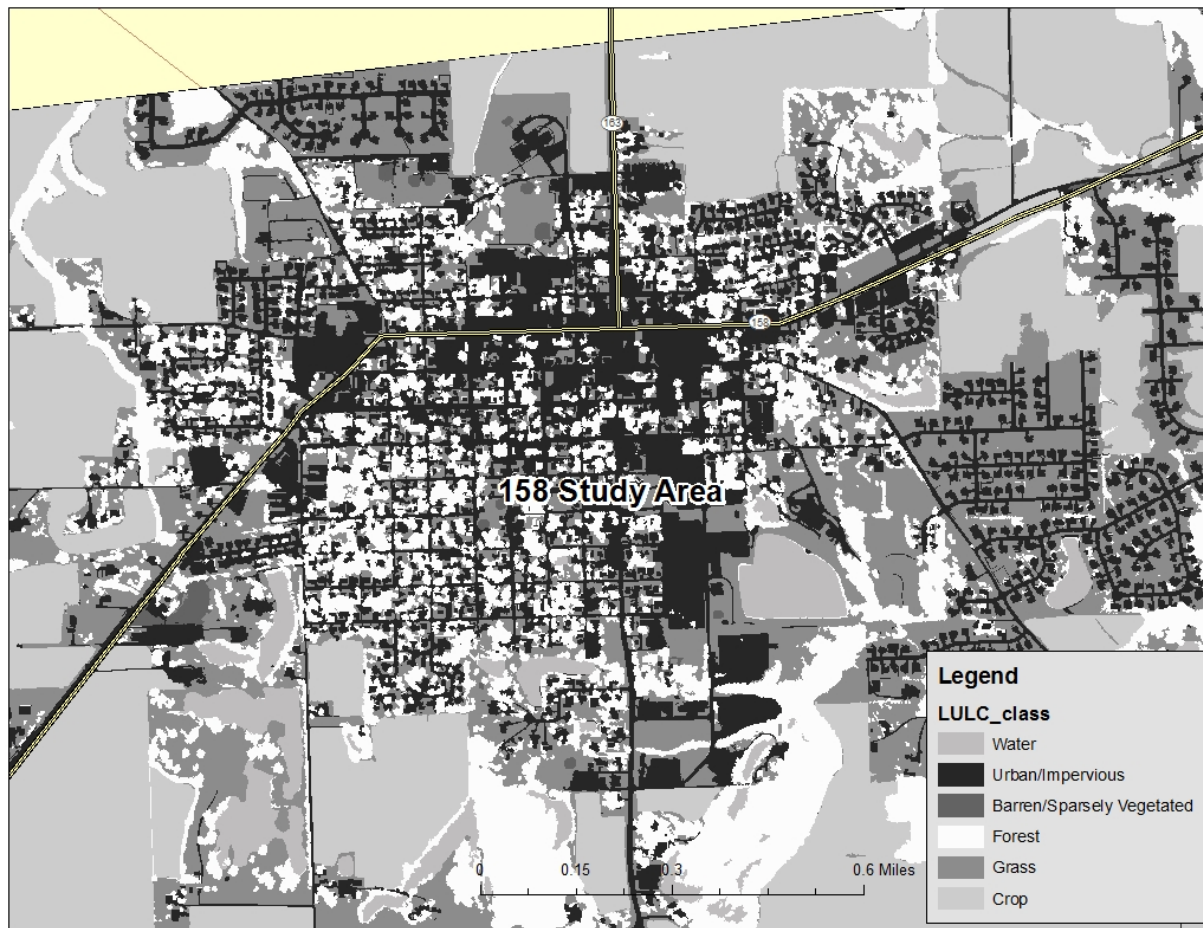 163
158
158 Study Area
0 0.15 0.3 0.6 Miles
Legend
LULC_class
Water
Urban/Impervious
Barren/Sparsely Vegetated
Forest
Grass
Crop